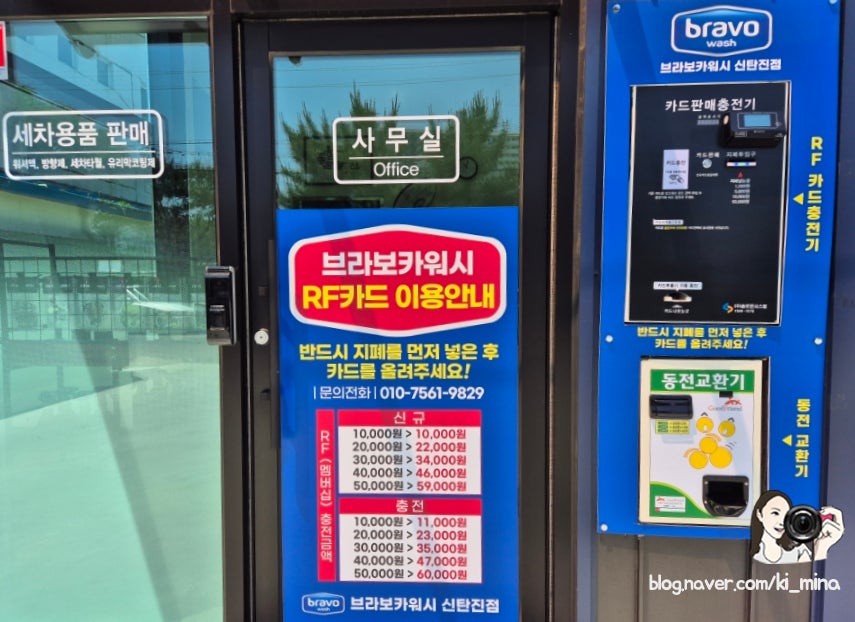 세차용품 판매
워셔액, 방향제, 세차타월, 유리막코팅제
사무실
Office
브라보카워시
RF카드 이용안내
반드시 지폐를 먼저 넣은 후
카드를 올려주세요!
문의전화 010-7561-9829
RF(멤버십) 충전금액
신규
10,000원 > 10,000원
20,000원 > 22,000원
30,000원 > 34,000원
40,000원 > 46,000원
50,000원 > 59,000원
충전
10,000원 > 11,000원
20,000원 > 23,000원
30,000원 > 35,000원
40,000원 > 47,000원
50,000원 > 60,000원
bravo
wash
브라보카워시 신탄진점
bravo
wash
브라보카워시 신탄진점
카드판매충전기
카드판매
지폐투입구
카드충전
RF 카드충전기
반드시 지폐를 먼저 넣은 후
카드를 올려주세요!
동전교환기
동전 교환기
blog.naver.com/ki_mina